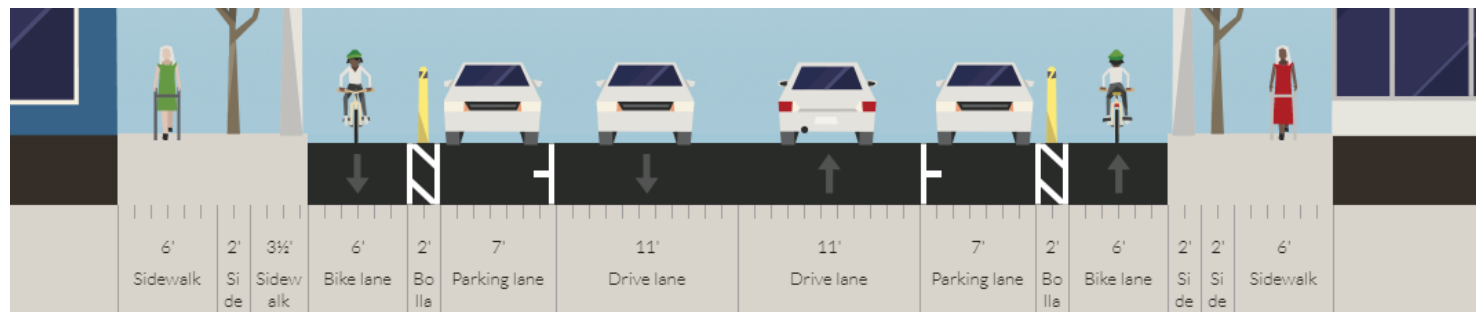 6' 2' 3½' 6' 2' 7' 11' 11' 7' 2' 6' 2' 2' 6'
Sidewalk Si Sidew Bike lane Bo Parking lane Drive lane Drive lane Parking lane Bo Bike lane Si Si Sidewalk
de alk lla lla de de